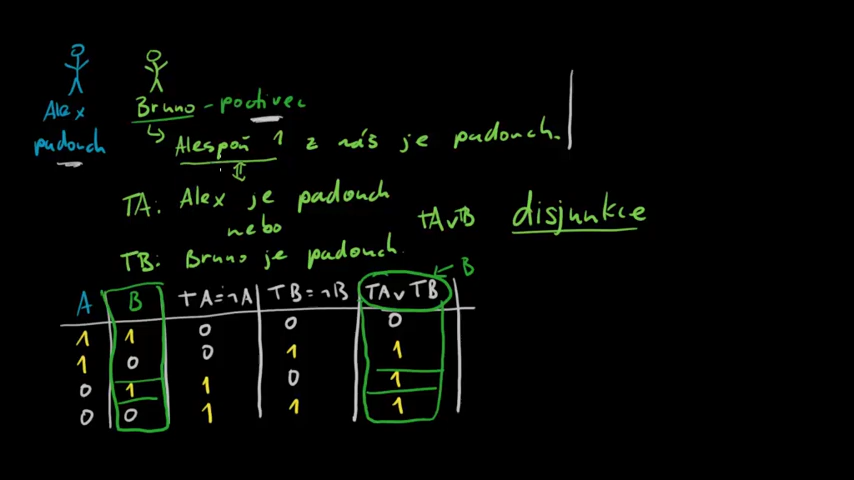 Alex
padouch
Bruno - poctivec
Alespoň 1 z nás je padouch.
TA: Alex je padouch
nebo
TB: Bruno je padouch.
TA∨TB disjunkce
B
A B TA=¬A TB=¬B TA∨TB
1 1 0 0 0
1 0 0 1 1
0 1 1 0 1
0 0 1 1 1